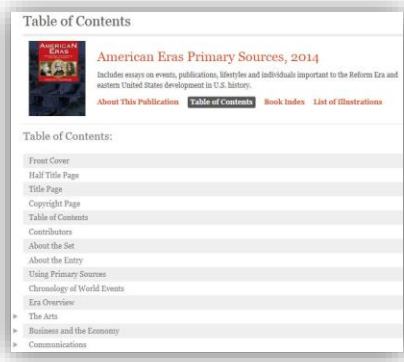 Table of Contents
AMERICAN
ERAS
American Eras Primary Sources, 2014
Includes essays on events, publications, lifestyles and individuals important to the Reform Era and
eastern United States development in U.S. history.
About This Publication Table of Contents Book Index List of Illustrations
Table of Contents:
Front Cover
Half Title Page
Title Page
Copyright Page
Table of Contents
Contributors
About the Set
About the Entry
Using Primary Sources
Chronology of World Events
Era Overview
The Arts
Business and the Economy
Communications